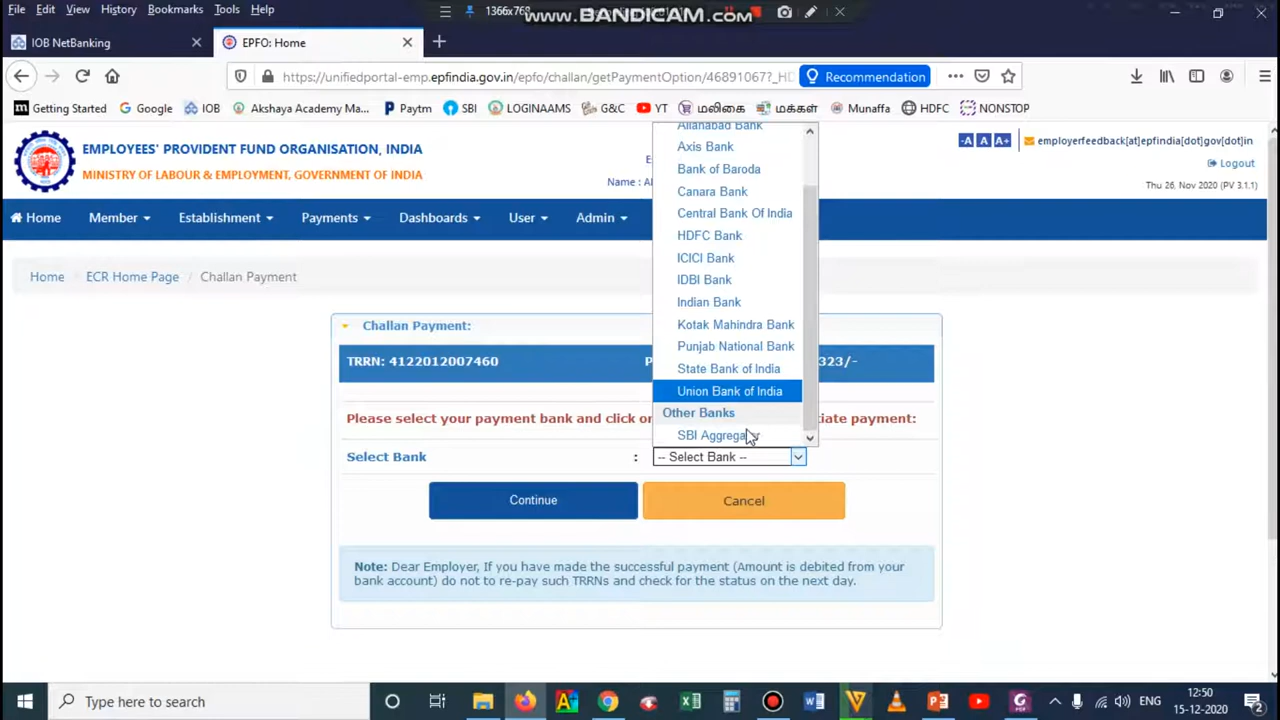 File Edit View History Bookmarks Tools Help
1366x768
www.BANDICAM.com
IOB NetBanking
EPFO: Home
https://unifiedportal-emp.epfindia.gov.in/epfo/challan/getPaymentOption/46891067?_HD
Recommendation
Getting Started Google IOB Akshaya Academy Ma... Paytm SBI LOGINAAMS G&C YT மளிகை மக்கள் Munaffa HDFC NONSTOP
EMPLOYEES' PROVIDENT FUND ORGANISATION, INDIA
MINISTRY OF LABOUR & EMPLOYMENT, GOVERNMENT OF INDIA
-A A A+ employerfeedback[at]epfindia[dot]gov[dot]in
Logout
Name :
Thu 26, Nov 2020 (PV 3.1.1)
Home Member Establishment Payments Dashboards User Admin
Home ECR Home Page / Challan Payment
Allahabad Bank
Axis Bank
Bank of Baroda
Canara Bank
Central Bank Of India
HDFC Bank
ICICI Bank
IDBI Bank
Indian Bank
Kotak Mahindra Bank
Punjab National Bank
State Bank of India
Union Bank of India
Other Banks
SBI Aggrega
Challan Payment:
TRRN: 4122012007460 323/-
Please select your payment bank and click o tiate payment:
Select Bank : -- Select Bank --
Continue Cancel
Note: Dear Employer, If you have made the successful payment (Amount is debited from your
bank account) do not to re-pay such TRRNs and check for the status on the next day.
Type here to search
ENG
12:50
15-12-2020
2